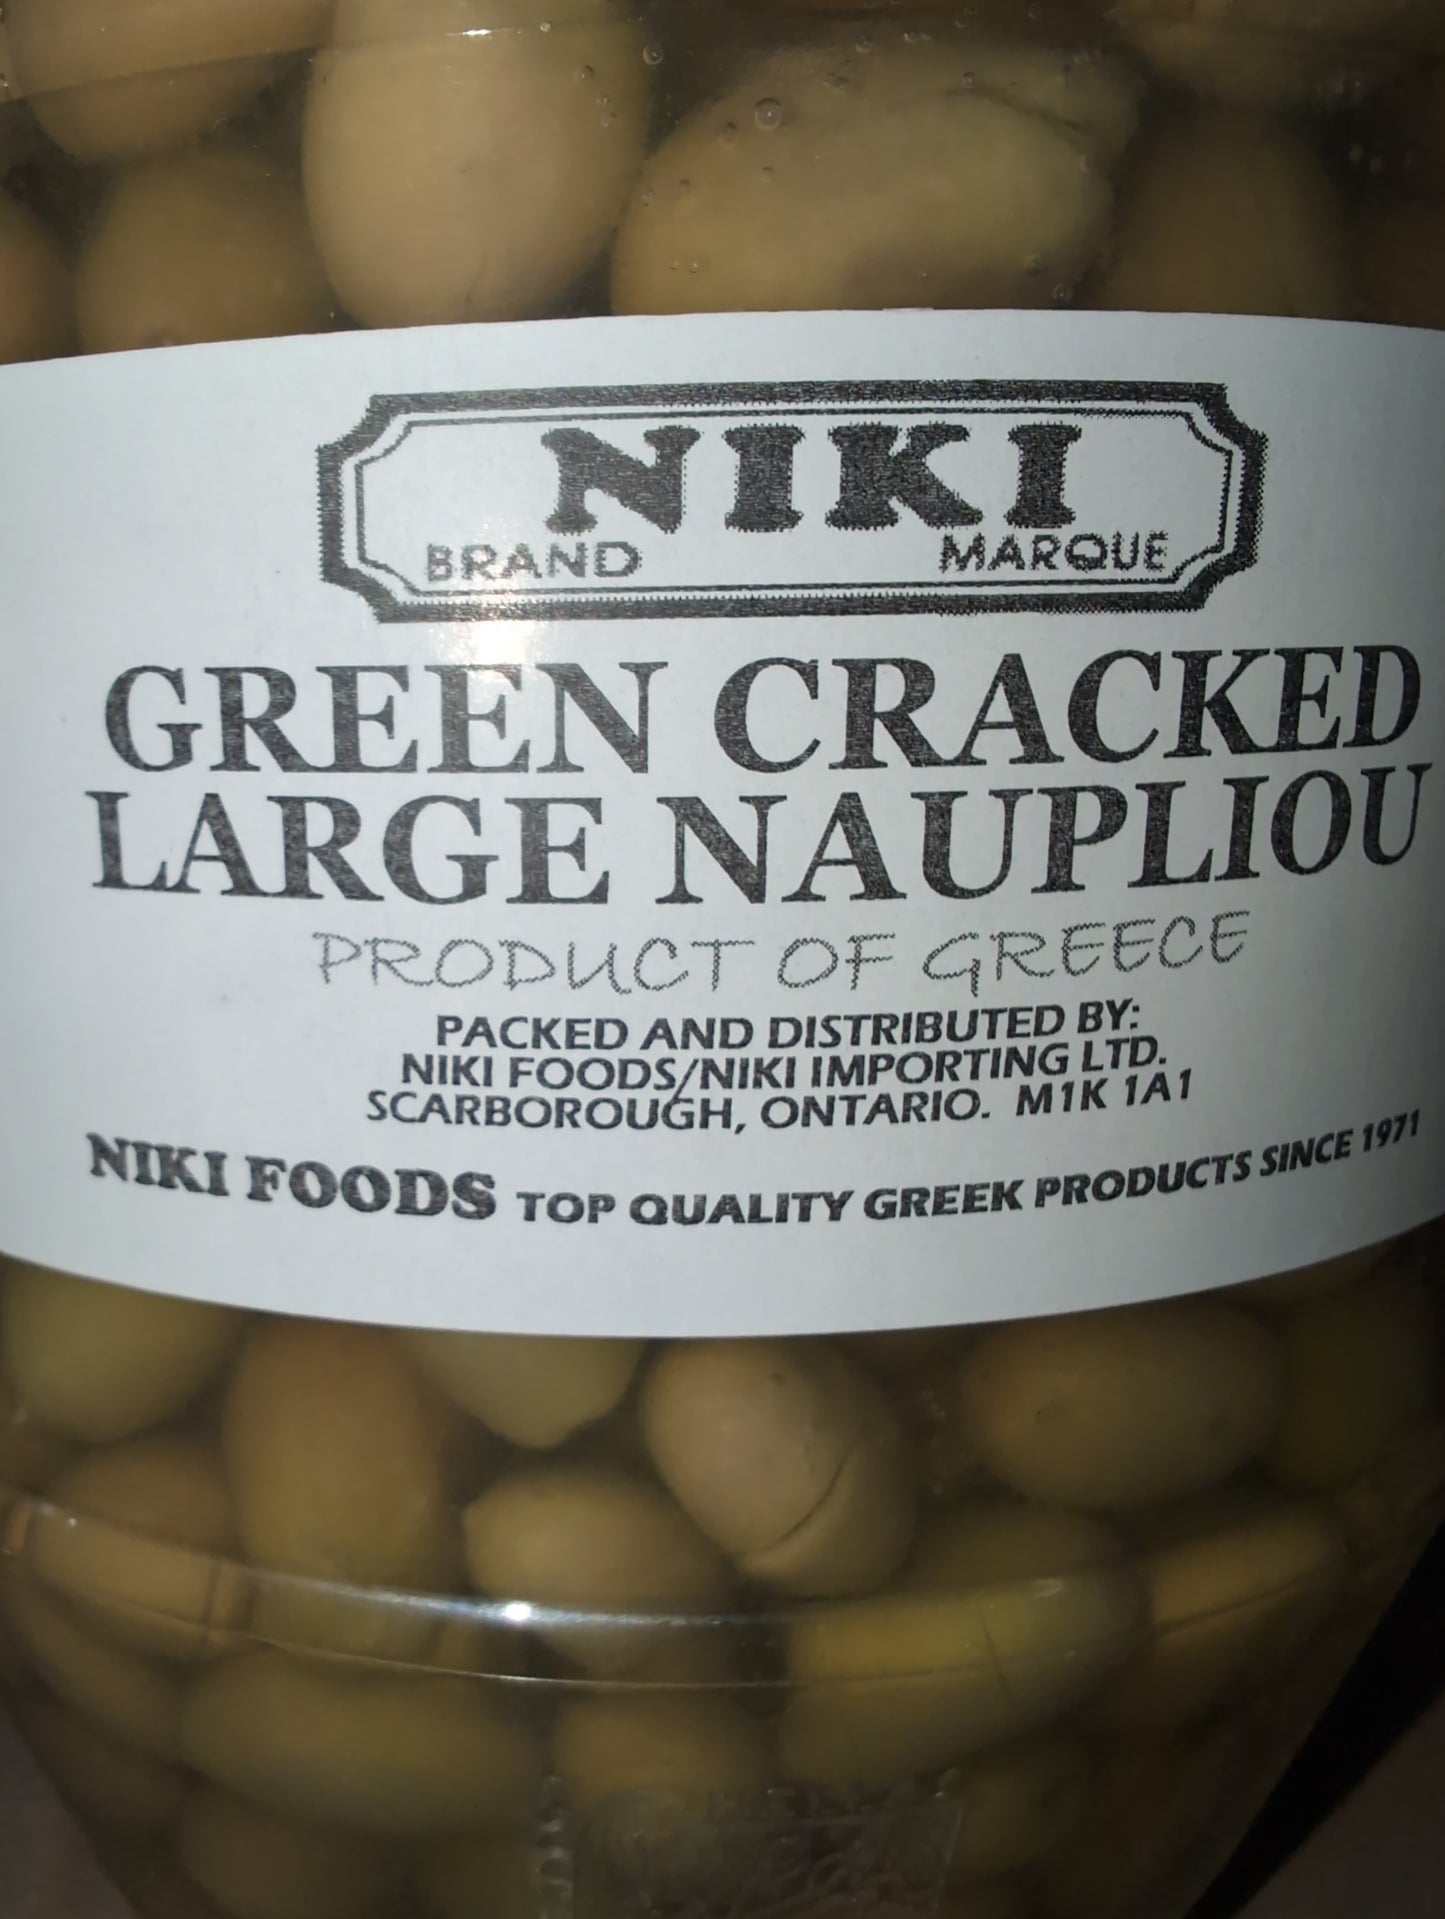 NIKI
BRAND MARQUE
GREEN CRACKED
LARGE NAUPLIOU
PRODUCT OF GREECE
PACKED AND DISTRIBUTED BY:
NIKI FOODS/NIKI IMPORTING LTD.
SCARBOROUGH, ONTARIO. M1K 1A1
NIKI FOODS TOP QUALITY GREEK PRODUCTS SINCE 1971